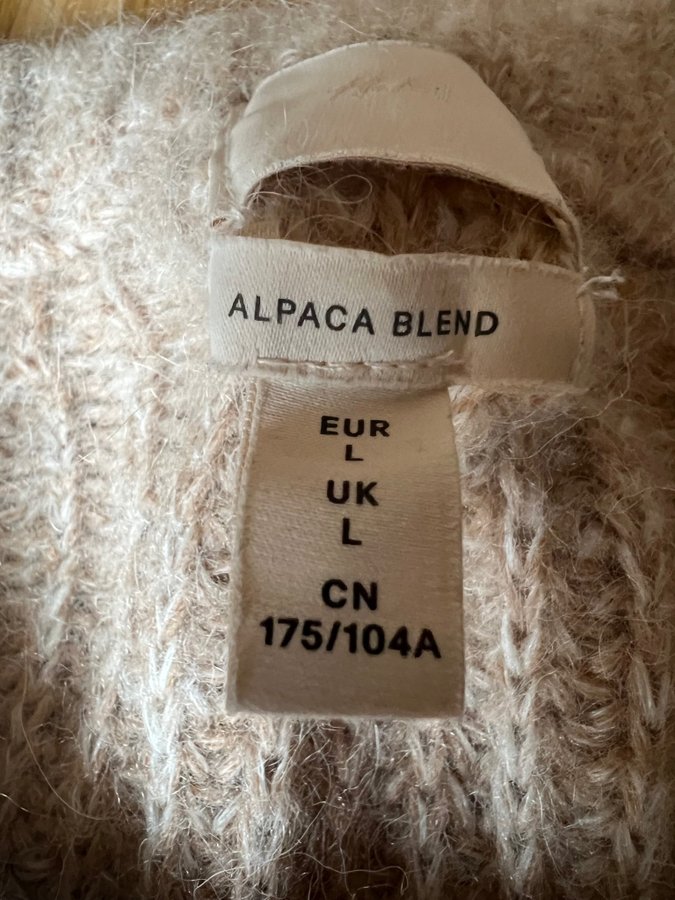 ALPACA BLEND
EUR
L
UK
L
CN
175/104A